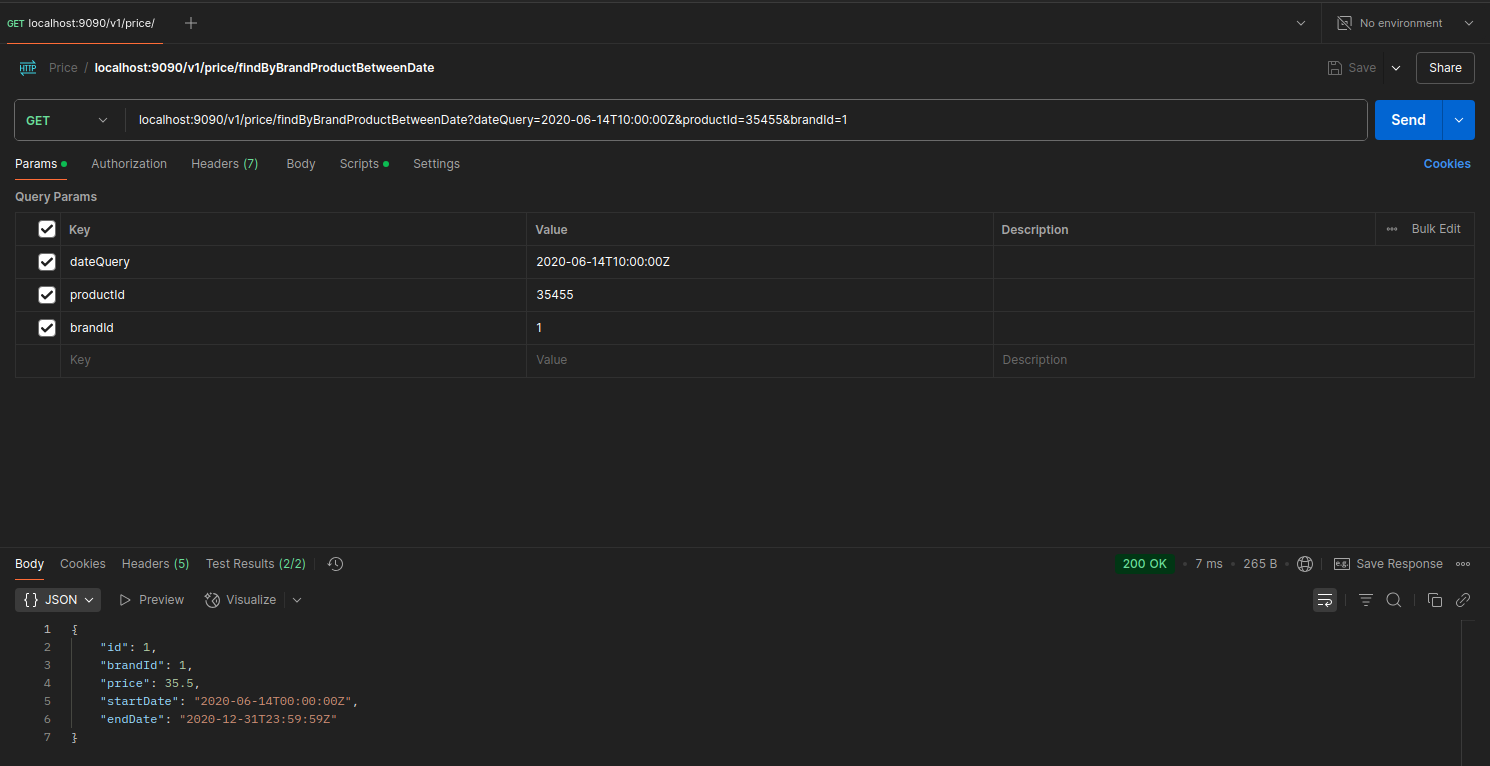 GET localhost:9090/v1/price/
No environment
HTTP Price / localhost:9090/v1/price/findByBrandProductBetweenDate
Save
Share
GET
localhost:9090/v1/price/findByBrandProductBetweenDate?dateQuery=2020-06-14T10:00:00Z&productId=35455&brandId=1
Send
Params Authorization Headers (7) Body Scripts Settings
Cookies
Query Params
Key Value Description Bulk Edit
dateQuery 2020-06-14T10:00:00Z
productId 35455
brandId 1
Key Value Description
Body Cookies Headers (5) Test Results (2/2)
200 OK • 7 ms • 265 B •
e.g. Save Response
{} JSON Preview Visualize
1 {
2 "id": 1,
3 "brandId": 1,
4 "price": 35.5,
5 "startDate": "2020-06-14T00:00:00Z",
6 "endDate": "2020-12-31T23:59:59Z"
7 }